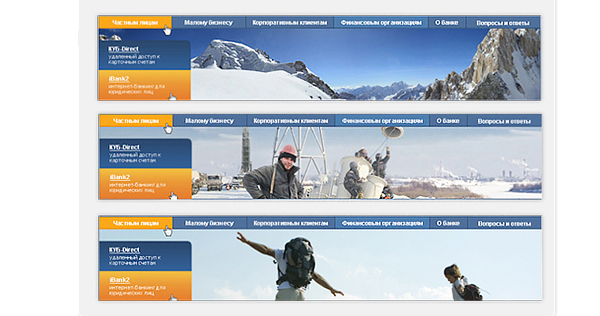 Частным лицам Малому бизнесу Корпоративным клиентам Финансовым организациям О банке Вопросы и ответы
КУБ-Direct
удаленный доступ к
карточным счетам
iBank2
интернет-банкинг для
юридических лиц
Частным лицам Малому бизнесу Корпоративным клиентам Финансовым организациям О банке Вопросы и ответы
КУБ-Direct
удаленный доступ к
карточным счетам
iBank2
интернет-банкинг для
юридических лиц
Частным лицам Малому бизнесу Корпоративным клиентам Финансовым организациям О банке Вопросы и ответы
КУБ-Direct
удаленный доступ к
карточным счетам
iBank2
интернет-банкинг для
юридических лиц